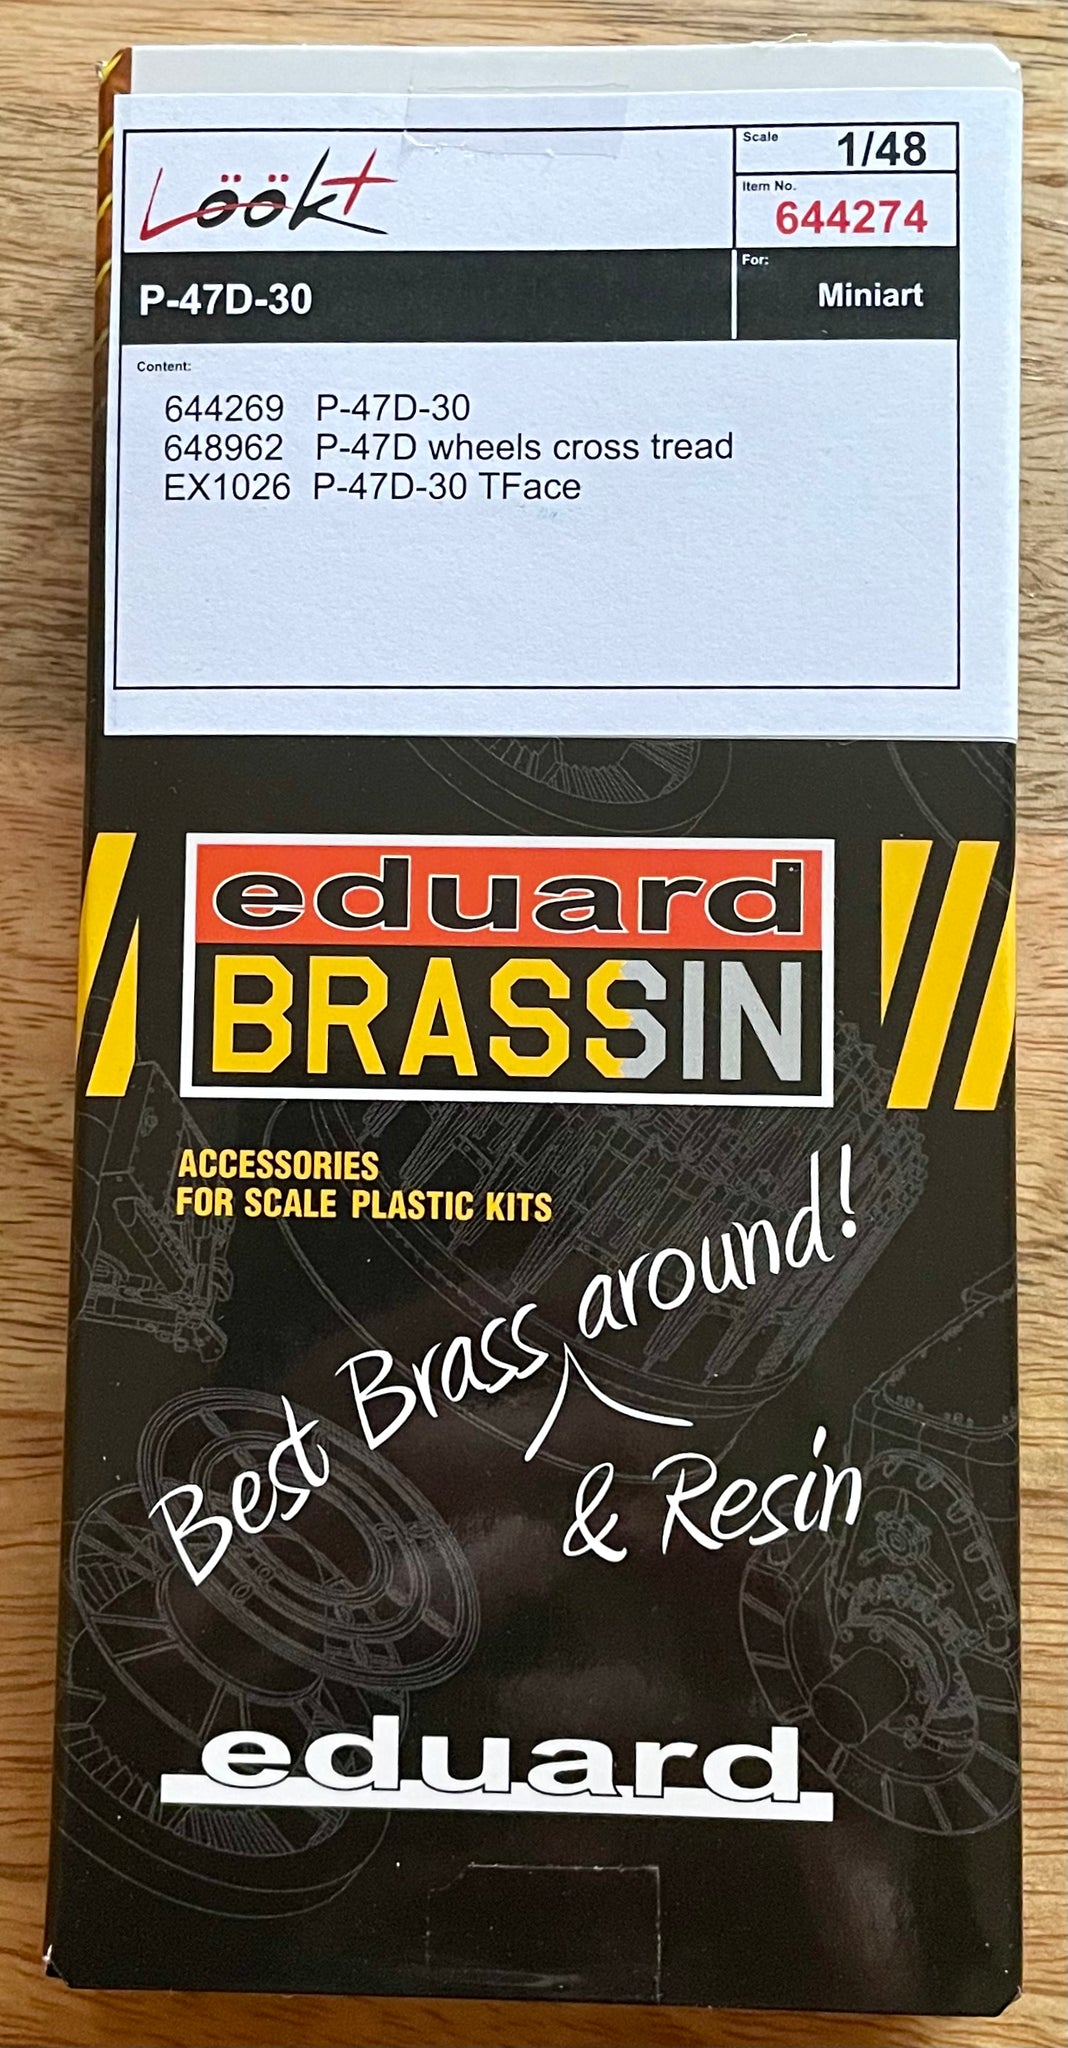 Löök+
Scale
1/48
Item No.
644274
P-47D-30
For:
Miniart
Content:
644269 P-47D-30
648962 P-47D wheels cross tread
EX1026 P-47D-30 TFace
eduard
BRASSIN
ACCESSORIES
FOR SCALE PLASTIC KITS
Best Brass around!
& Resin
eduard